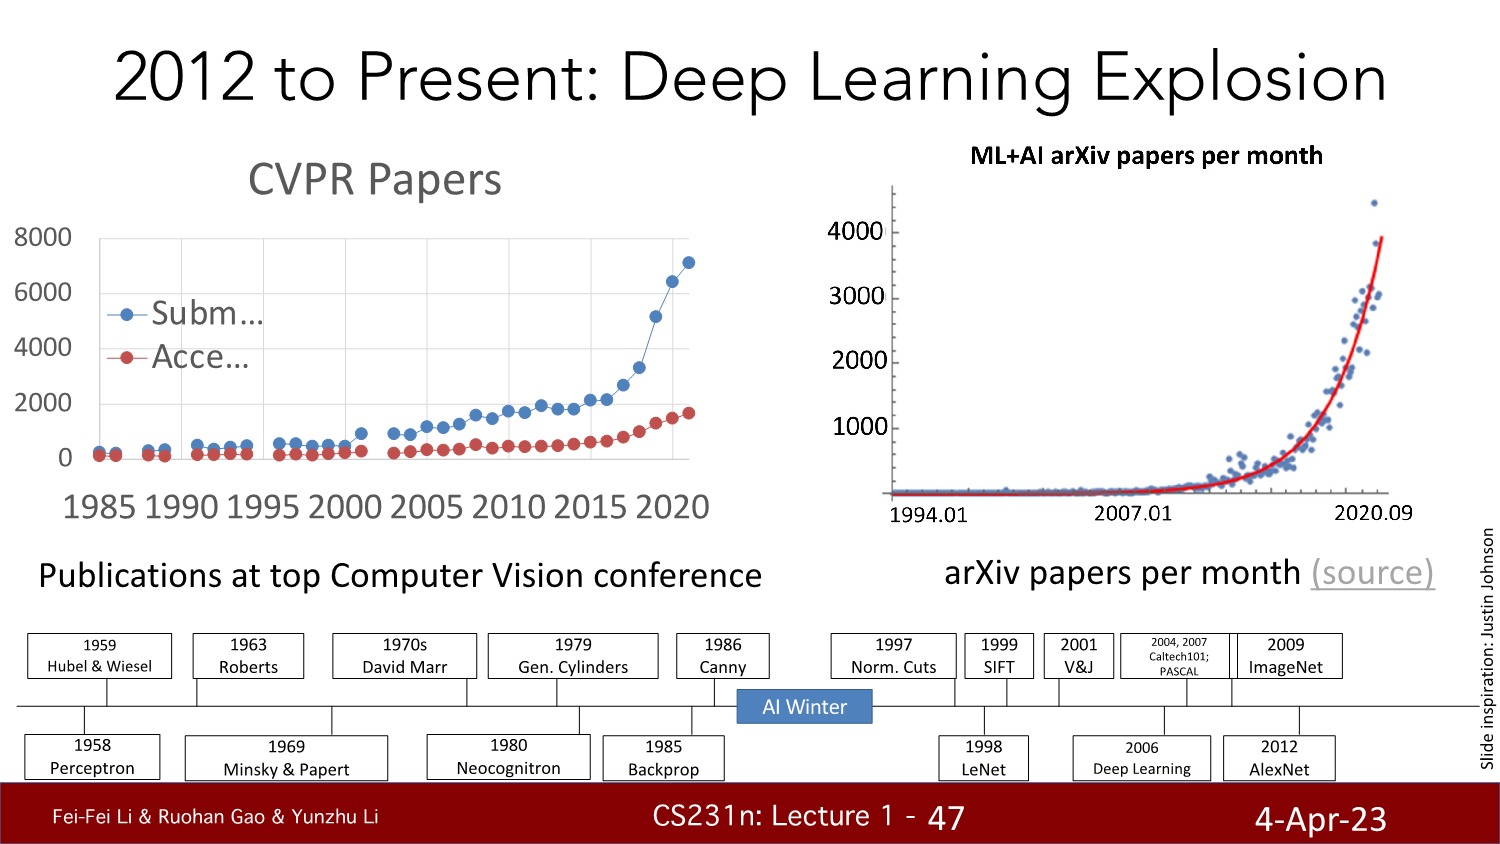 2012 to Present: Deep Learning Explosion
CVPR Papers
8000
6000
4000
2000
0
Subm...
Acce...
1985 1990 1995 2000 2005 2010 2015 2020
Publications at top Computer Vision conference
ML+AI arXiv papers per month
4000
3000
2000
1000
1994.01 2007.01 2020.09
arXiv papers per month (source)
Slide inspiration: Justin Johnson
1959
Hubel & Wiesel
1963
Roberts
1970s
David Marr
1979
Gen. Cylinders
1986
Canny
1997
Norm. Cuts
1999
SIFT
2001
V&J
2004, 2007
Caltech101;
PASCAL
2009
ImageNet
AI Winter
1958
Perceptron
1969
Minsky & Papert
1980
Neocognitron
1985
Backprop
1998
LeNet
2006
Deep Learning
2012
AlexNet
Fei-Fei Li & Ruohan Gao & Yunzhu Li
CS231n: Lecture 1 - 47
4-Apr-23